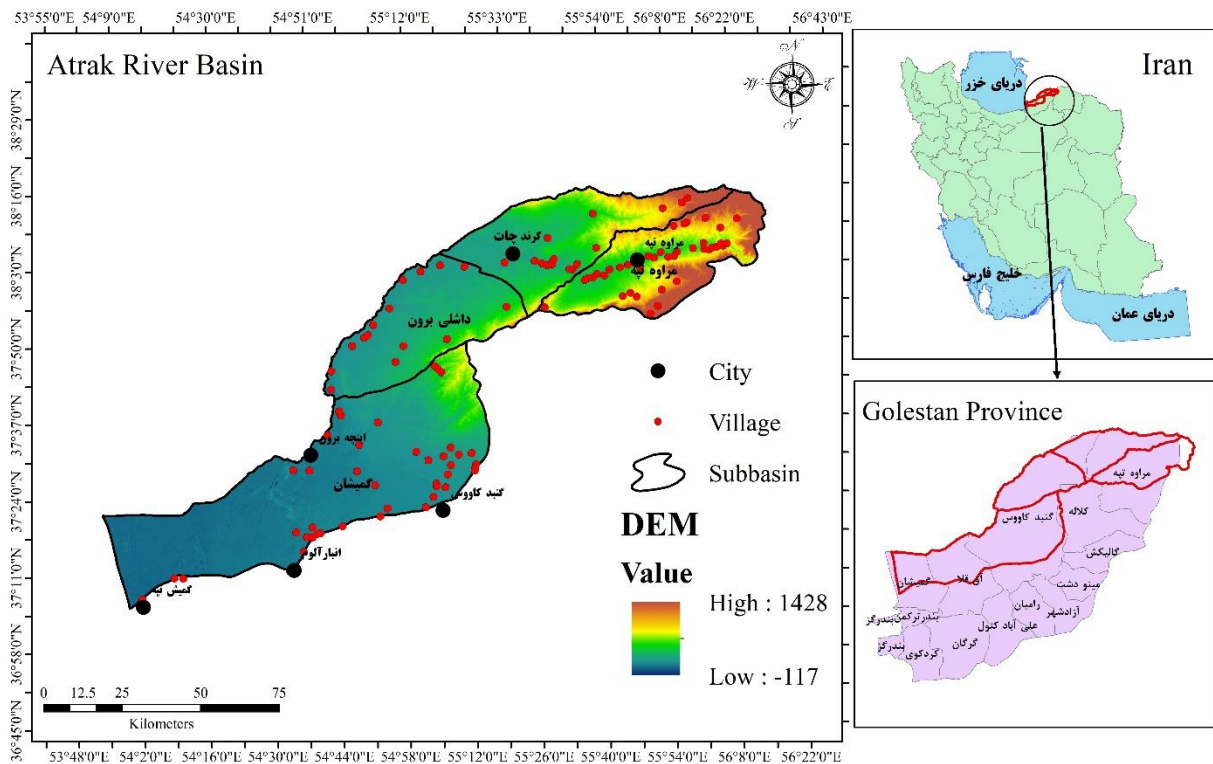 53°55'0"E 54°9'0"E 54°30'0"E 54°51'0"E 55°12'0"E 55°33'0"E 55°54'0"E 56°8'0"E 56°22'0"E 56°43'0"E
Atrak River Basin
N
W
E
S
38°29'0"N
38°16'0"N
38°3'0"N
37°50'0"N
37°37'0"N
37°24'0"N
37°11'0"N
36°58'0"N
36°45'0"N
کرند چات
مراوه تپه
مراوه تپه
داشلی برون
اینچه برون
گمیشان
گنبد کاووس
انبارآلوم
گمیش تپه
City
Village
Subbasin
DEM
Value
High : 1428
Low : -117
0 12.5 25 50 75
Kilometers
53°48'0"E 54°2'0"E 54°16'0"E 54°30'0"E 54°44'0"E 54°58'0"E 55°12'0"E 55°26'0"E 55°40'0"E 55°54'0"E 56°8'0"E 56°22'0"E
Iran
دریای خزر
خلیج فارس
دریای عمان
Golestan Province
مراوه تپه
کلاله
گنبد کاووس
گالیکش
گمیشان
آق قلا
مینو دشت
آزادشهر
رامیان
علی آباد کتول
بندرترکمن
بندرگز
گرگان
کردکوی
بندرگز